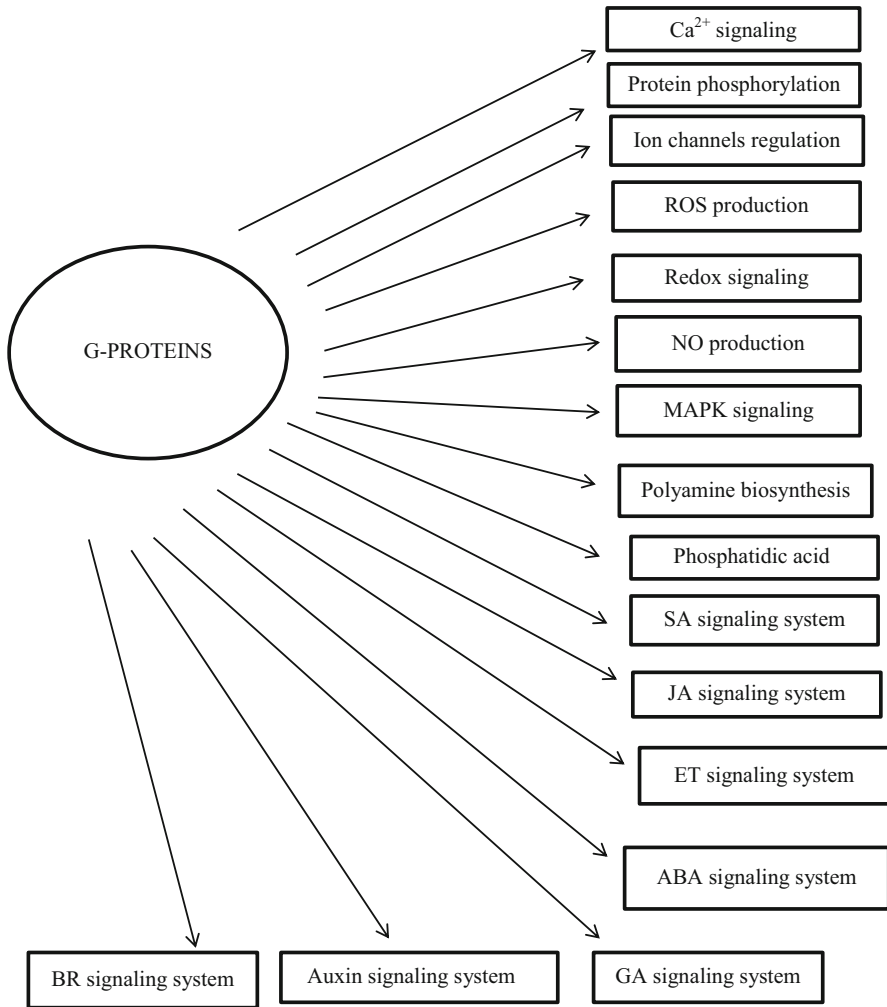 Ca²⁺ signaling
Protein phosphorylation
Ion channels regulation
ROS production
Redox signaling
G-PROTEINS
NO production
MAPK signaling
Polyamine biosynthesis
Phosphatidic acid
SA signaling system
JA signaling system
ET signaling system
ABA signaling system
BR signaling system
Auxin signaling system
GA signaling system